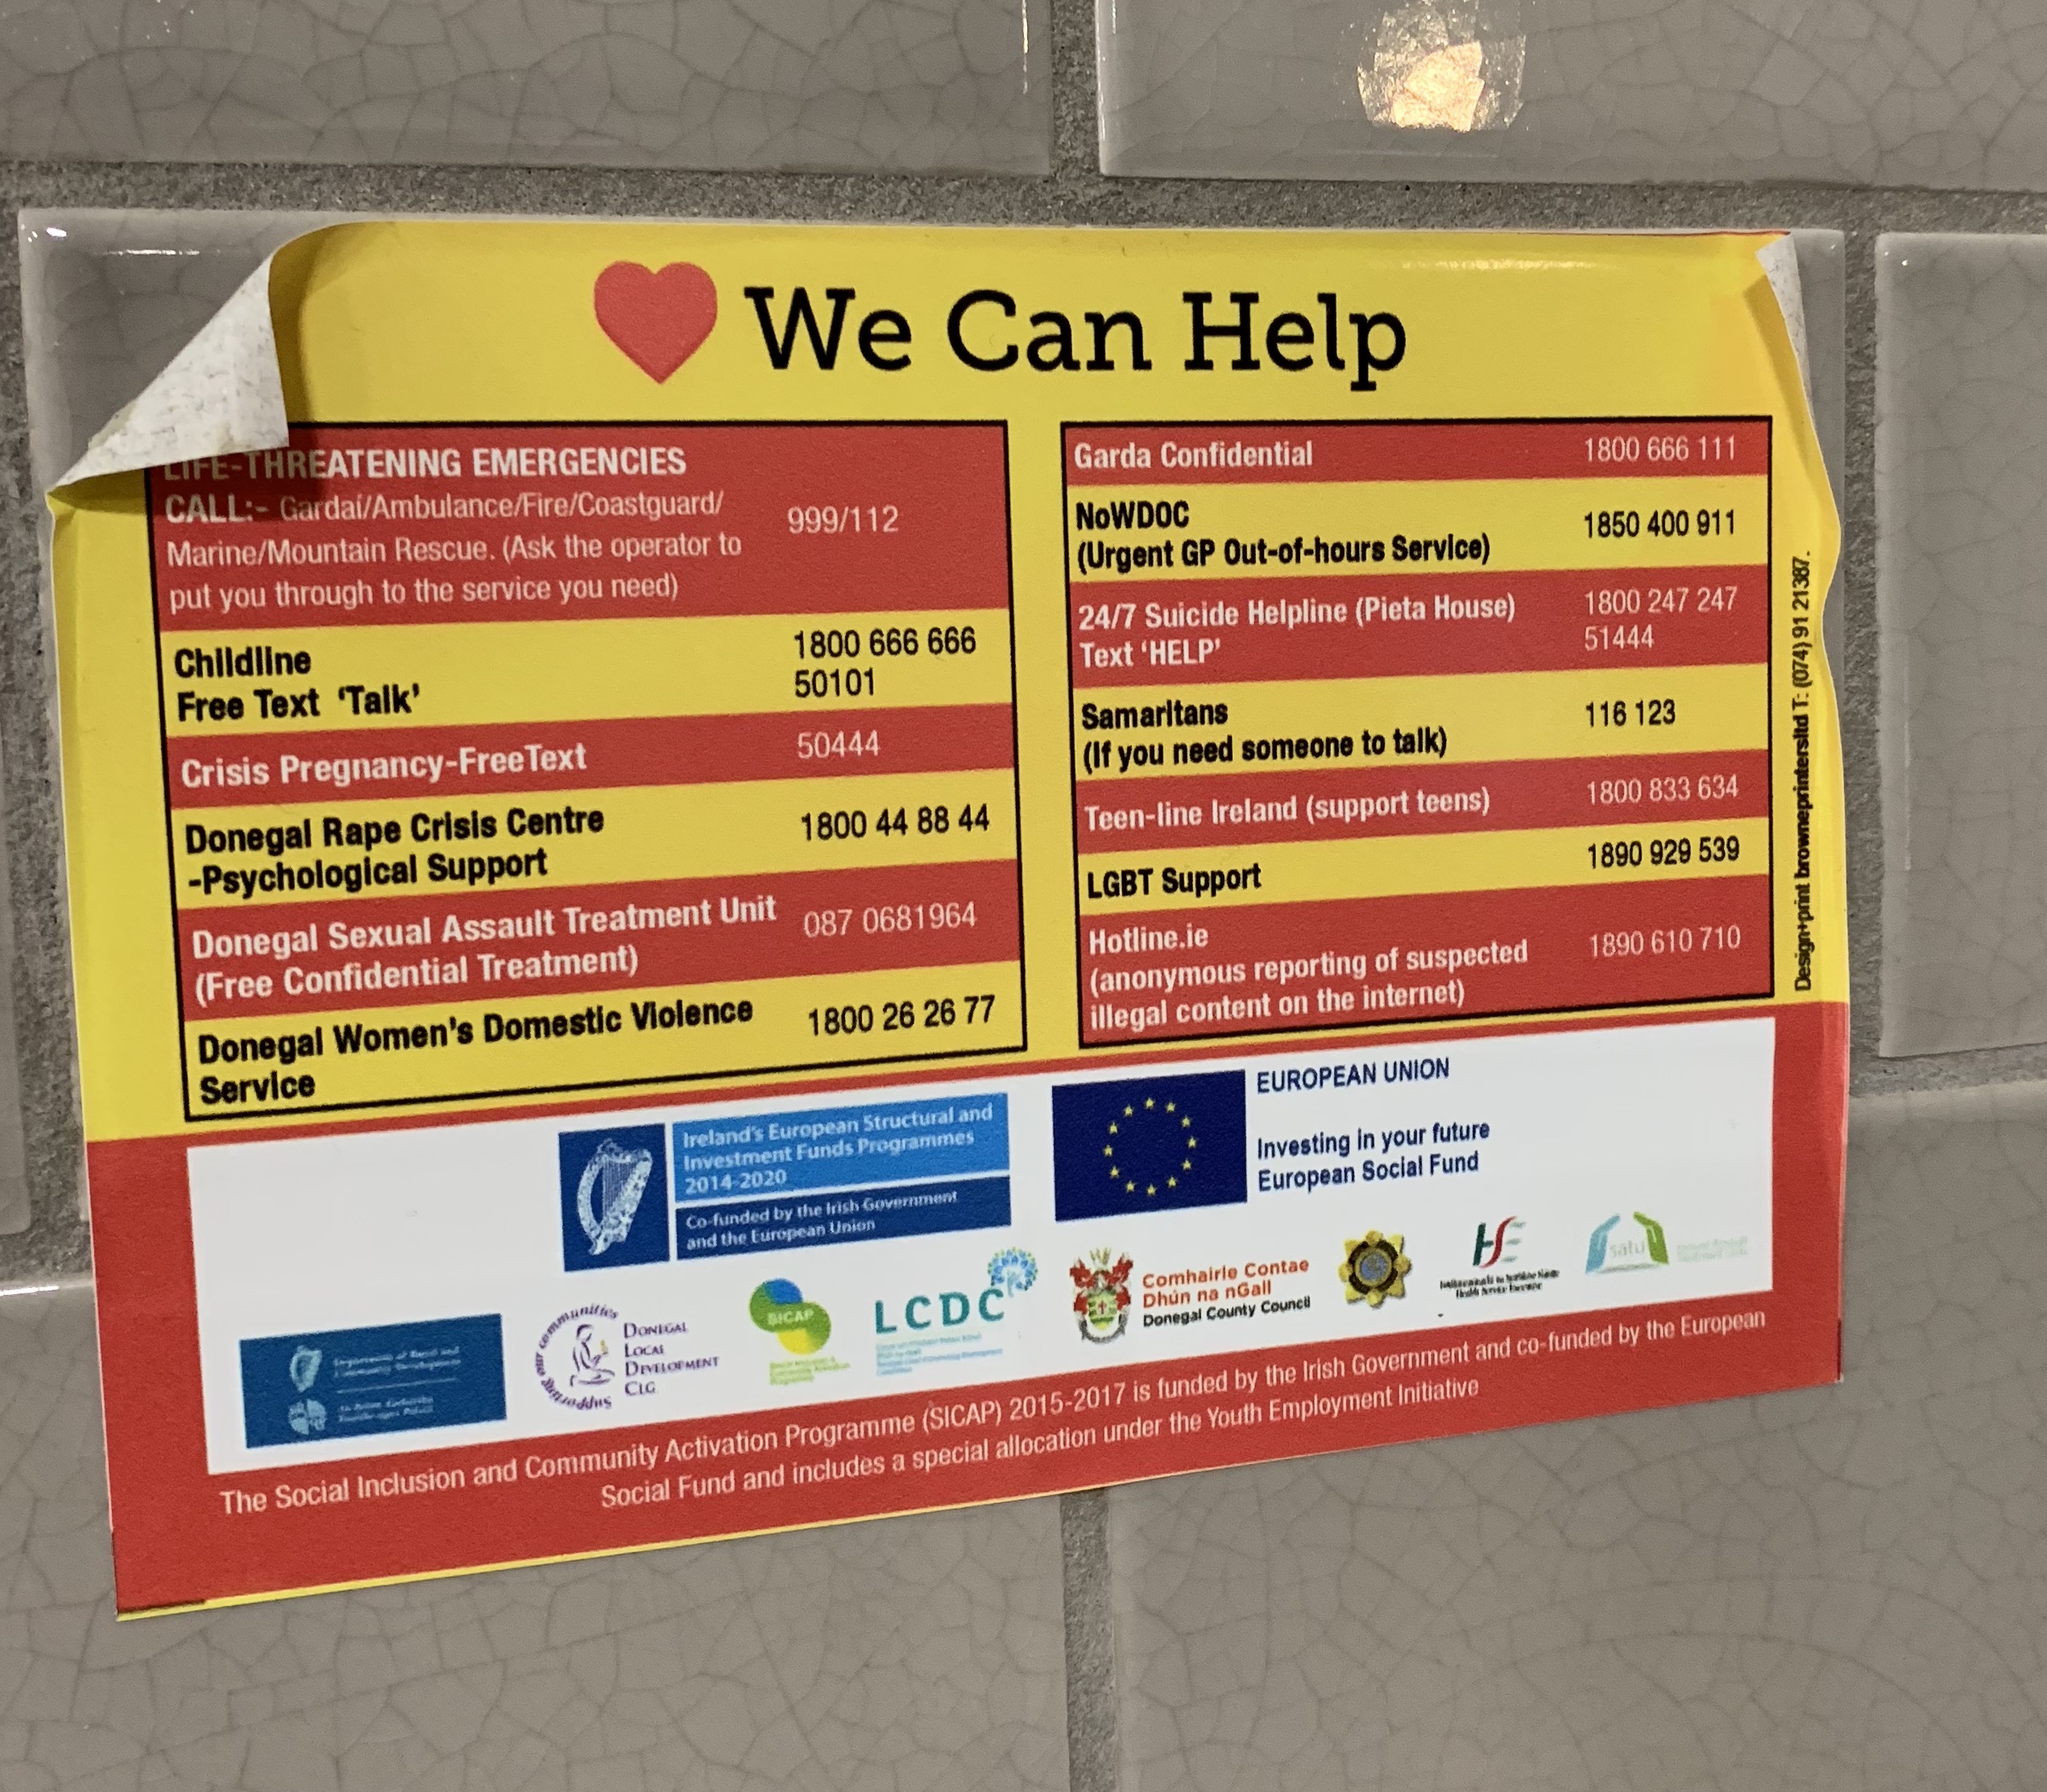 We Can Help
LIFE-THREATENING EMERGENCIES
CALL:- Gardaí/Ambulance/Fire/Coastguard/
Marine/Mountain Rescue. (Ask the operator to
put you through to the service you need)
999/112
Childline
1800 666 666
Free Text 'Talk'
50101
Crisis Pregnancy-FreeText
50444
Donegal Rape Crisis Centre
-Psychological Support
1800 44 88 44
Donegal Sexual Assault Treatment Unit
(Free Confidential Treatment)
087 0681964
Donegal Women's Domestic Violence
Service
1800 26 26 77
Garda Confidential
1800 666 111
NoWDOC
(Urgent GP Out-of-hours Service)
1850 400 911
24/7 Suicide Helpline (Pieta House)
1800 247 247
Text 'HELP'
51444
Samaritans
(If you need someone to talk)
116 123
Teen-line Ireland (support teens)
1800 833 634
LGBT Support
1890 929 539
Hotline.ie
(anonymous reporting of suspected
illegal content on the internet)
1890 610 710
Design+print browneprintersltd T: (074) 91 21387.
Ireland's European Structural and
Investment Funds Programmes
2014-2020
Co-funded by the Irish Government
and the European Union
EUROPEAN UNION
Investing in your future
European Social Fund
supporting our communities
DONEGAL
LOCAL
DEVELOPMENT
CLG
SICAP
LCDC
Comhairle Contae
Dhún na nGall
Donegal County Council
HSE
Health Service Executive
satu
The Social Inclusion and Community Activation Programme (SICAP) 2015-2017 is funded by the Irish Government and co-funded by the European
Social Fund and includes a special allocation under the Youth Employment Initiative